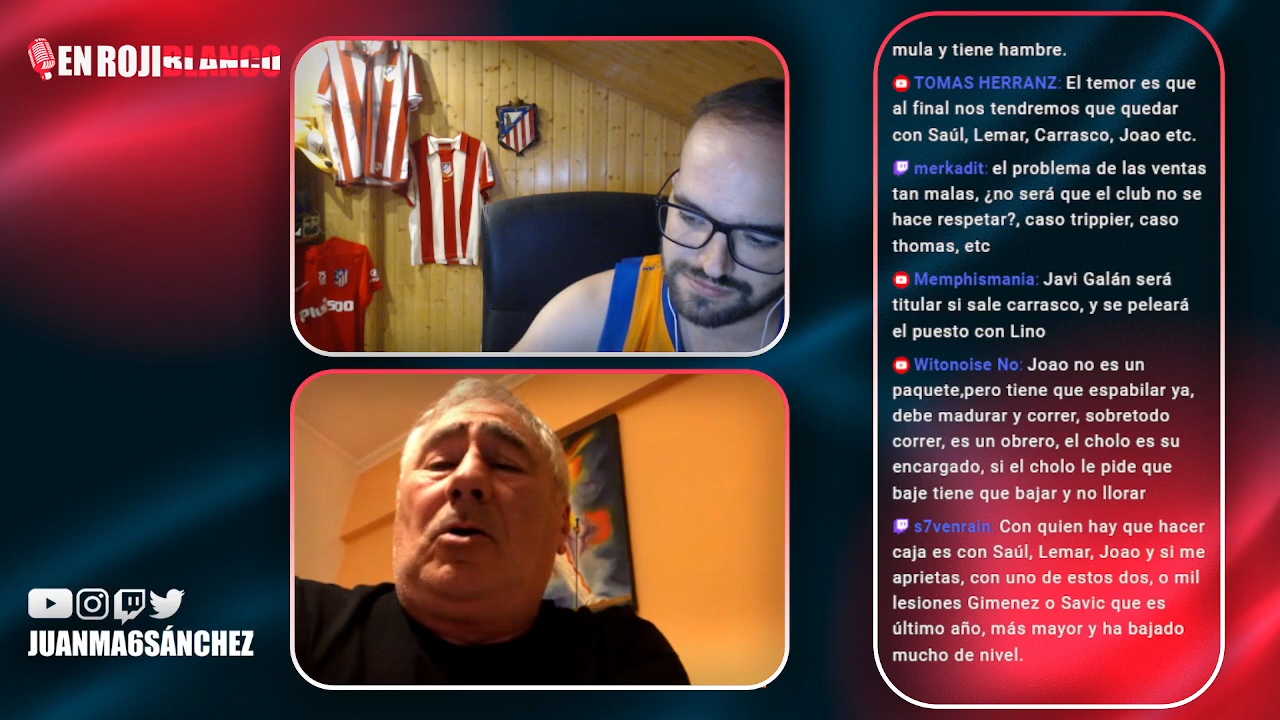 EN ROJIBLANCO
mula y tiene hambre.
TOMAS HERRANZ: El temor es que
al final nos tendremos que quedar
con Saúl, Lemar, Carrasco, Joao etc.
merkadit: el problema de las ventas
tan malas, ¿no será que el club no se
hace respetar?, caso trippier, caso
thomas, etc
Memphismania: Javi Galán será
titular si sale carrasco, y se peleará
el puesto con Lino
Witonoise No: Joao no es un
paquete,pero tiene que espabilar ya,
debe madurar y correr, sobretodo
correr, es un obrero, el cholo es su
encargado, si el cholo le pide que
baje tiene que bajar y no llorar
s7venrain: Con quien hay que hacer
caja es con Saúl, Lemar, Joao y si me
aprietas, con uno de estos dos, o mil
lesiones Gimenez o Savic que es
último año, más mayor y ha bajado
mucho de nivel.
Plus500
JUANMA6SÁNCHEZ